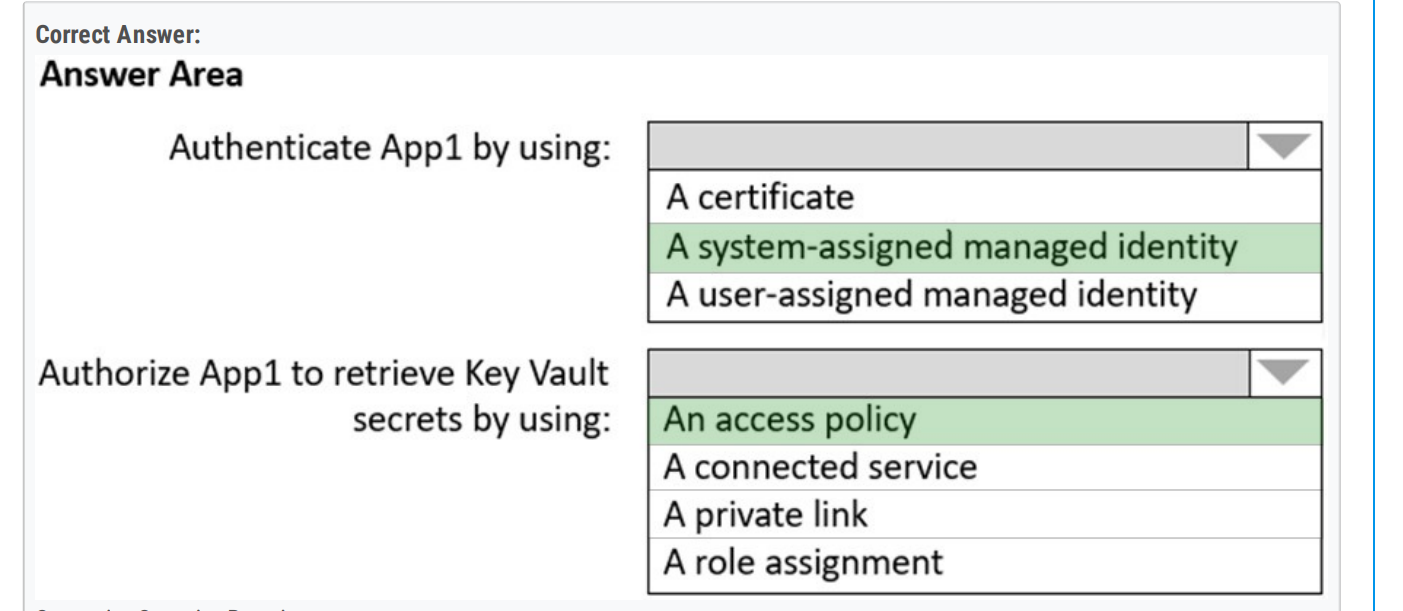 Correct Answer:
Answer Area
Authenticate App1 by using:
A certificate
A system-assigned managed identity
A user-assigned managed identity
Authorize App1 to retrieve Key Vault
secrets by using:
An access policy
A connected service
A private link
A role assignment